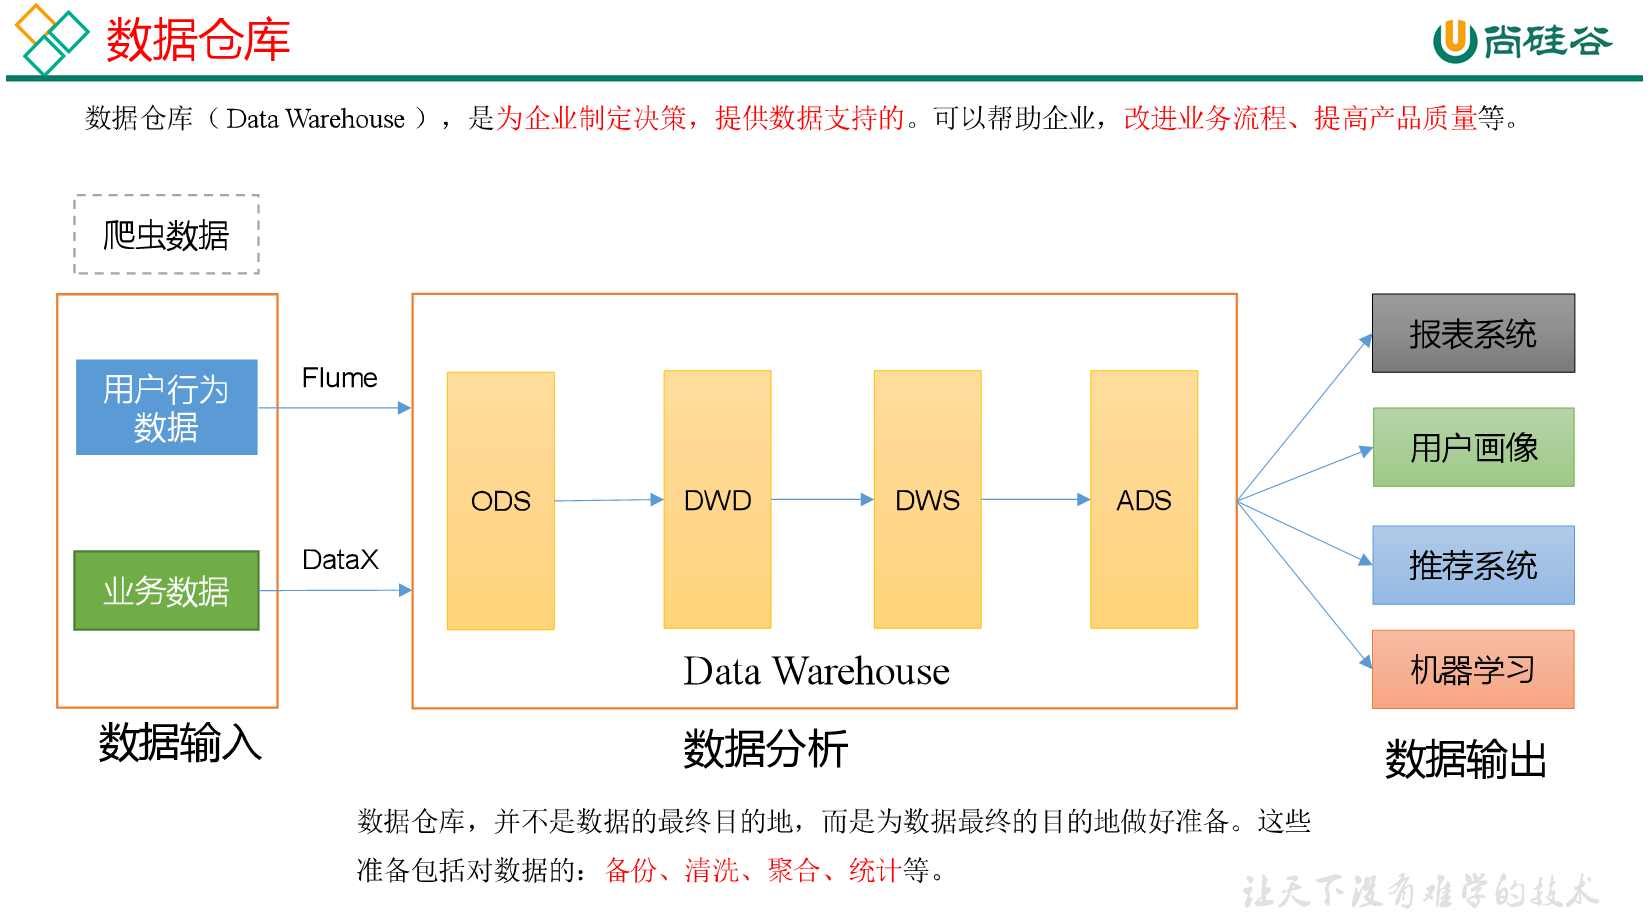 数据仓库
尚硅谷
数据仓库（Data Warehouse），是为企业制定决策，提供数据支持的。可以帮助企业，改进业务流程、提高产品质量等。
爬虫数据
用户行为
数据
Flume
业务数据
DataX
数据输入
ODS
DWD
DWS
ADS
Data Warehouse
数据分析
报表系统
用户画像
推荐系统
机器学习
数据输出
数据仓库，并不是数据的最终目的地，而是为数据最终的目的地做好准备。这些
准备包括对数据的：备份、清洗、聚合、统计等。
让天下没有难学的技术